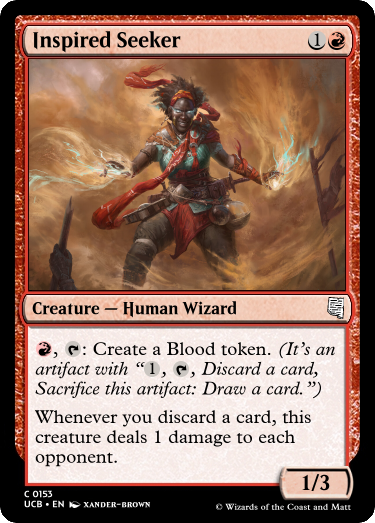 Inspired Seeker 1
Creature — Human Wizard
, : Create a Blood token. (It's an
artifact with “1, , Discard a card,
Sacrifice this artifact: Draw a card.”)
Whenever you discard a card, this
creature deals 1 damage to each
opponent.
1/3
C 0153
UCB • EN XANDER-BROWN
© Wizards of the Coast and Matt